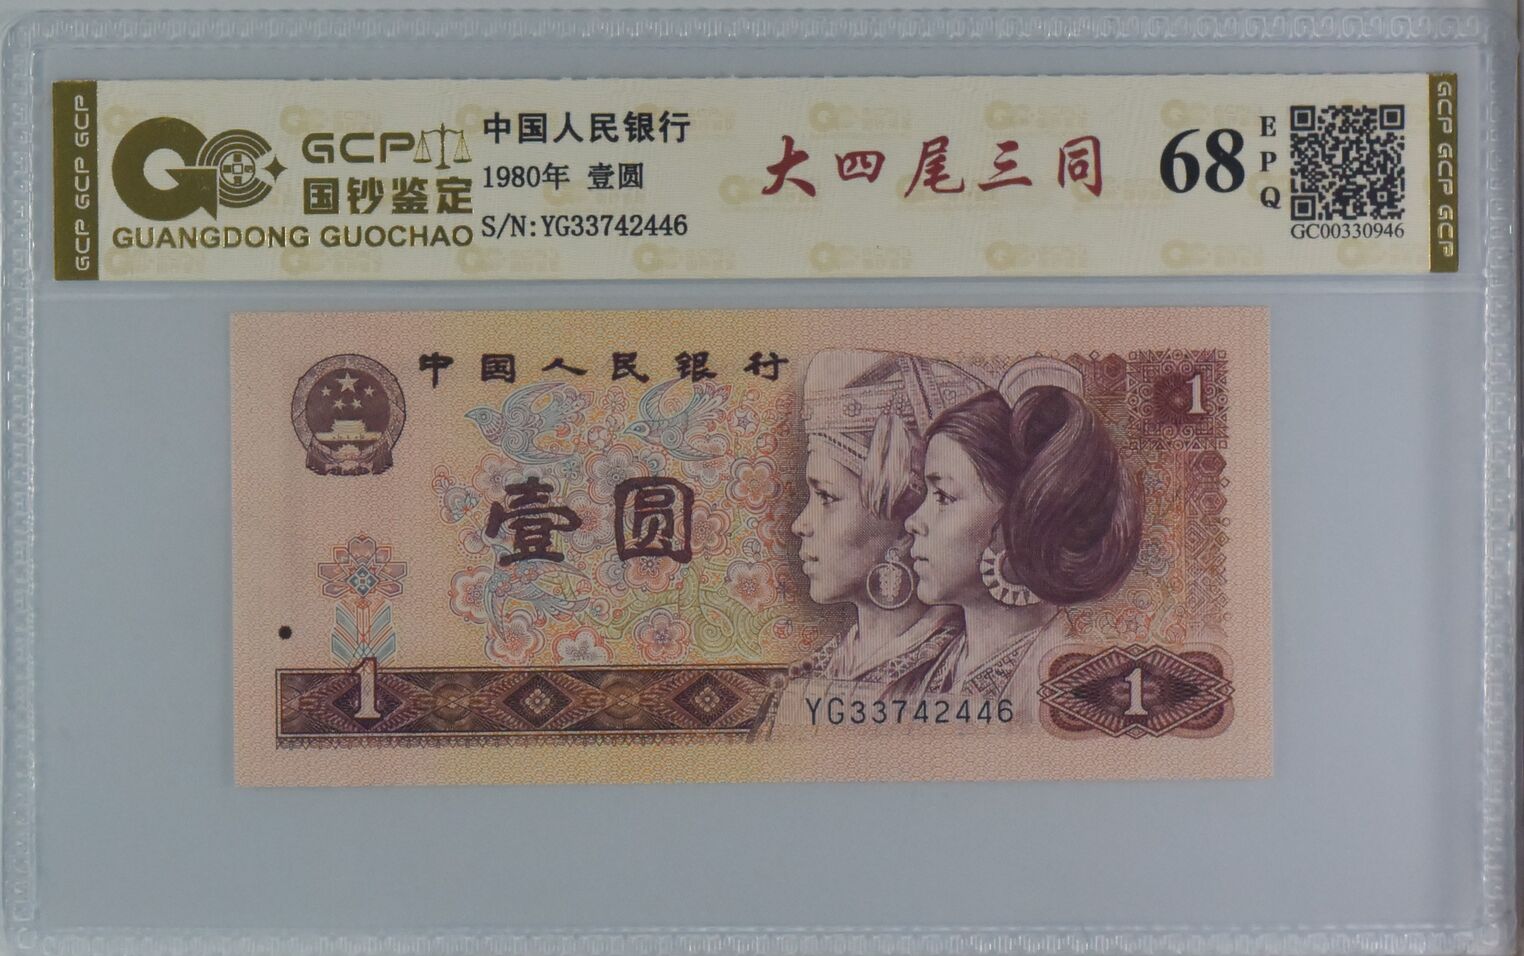 GCP GCP GCP
GCP
国钞鉴定
GUANGDONG GUOCHAO
中国人民银行
1980年 壹圆
S/N:YG33742446
大四尾三同
68
EPQ
GC00330946
GCP GCP GCP
中国人民银行
1
壹圆
1
YG33742446
1